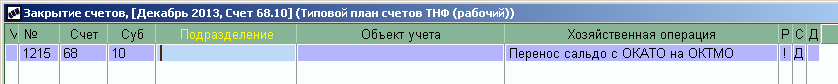 Закрытие счетов, [Декабрь 2013, Счет 68.10] (Типовой план счетов ТНФ (рабочий))
V № Счет Суб Подразделение Объект учета Хозяйственная операция Р С Д
1215 68 10 Перенос сальдо с ОКАТО на ОКТМО ! Д